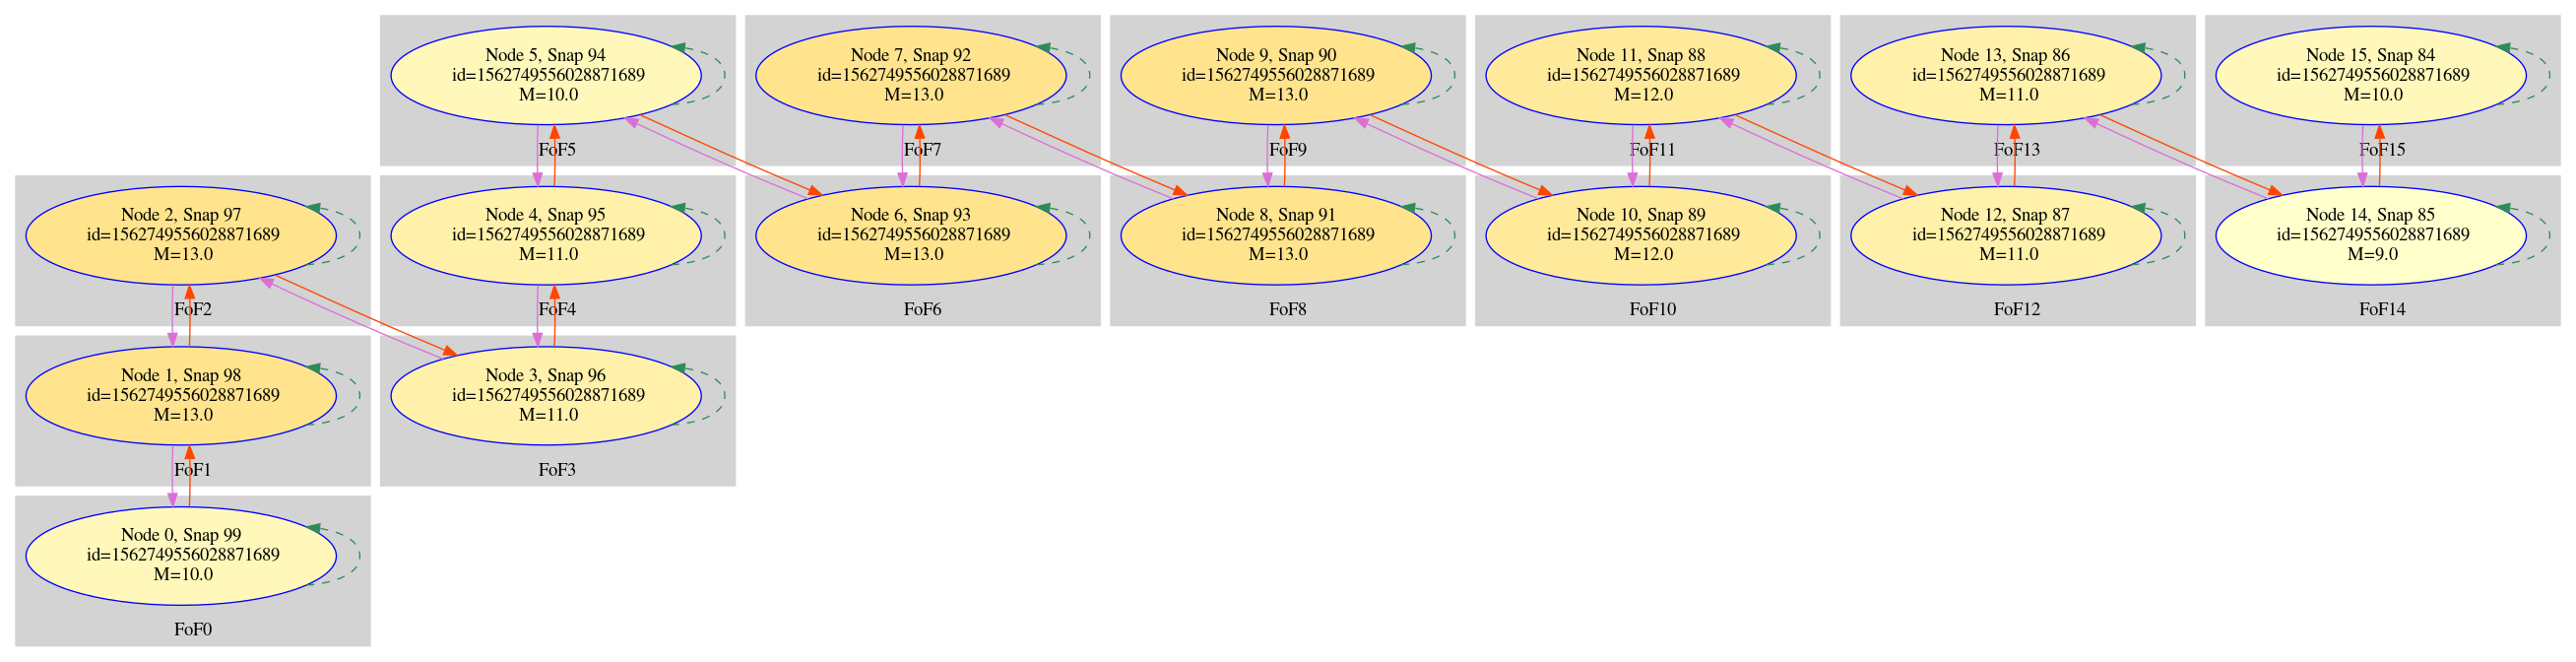 Node 5, Snap 94
id=1562749556028871689
M=10.0
FoF5
Node 7, Snap 92
id=1562749556028871689
M=13.0
FoF7
Node 9, Snap 90
id=1562749556028871689
M=13.0
FoF9
Node 11, Snap 88
id=1562749556028871689
M=12.0
FoF11
Node 13, Snap 86
id=1562749556028871689
M=11.0
FoF13
Node 15, Snap 84
id=1562749556028871689
M=10.0
FoF15
Node 2, Snap 97
id=1562749556028871689
M=13.0
FoF2
Node 4, Snap 95
id=1562749556028871689
M=11.0
FoF4
Node 6, Snap 93
id=1562749556028871689
M=13.0
FoF6
Node 8, Snap 91
id=1562749556028871689
M=13.0
FoF8
Node 10, Snap 89
id=1562749556028871689
M=12.0
FoF10
Node 12, Snap 87
id=1562749556028871689
M=11.0
FoF12
Node 14, Snap 85
id=1562749556028871689
M=9.0
FoF14
Node 1, Snap 98
id=1562749556028871689
M=13.0
FoF1
Node 3, Snap 96
id=1562749556028871689
M=11.0
FoF3
Node 0, Snap 99
id=1562749556028871689
M=10.0
FoF0